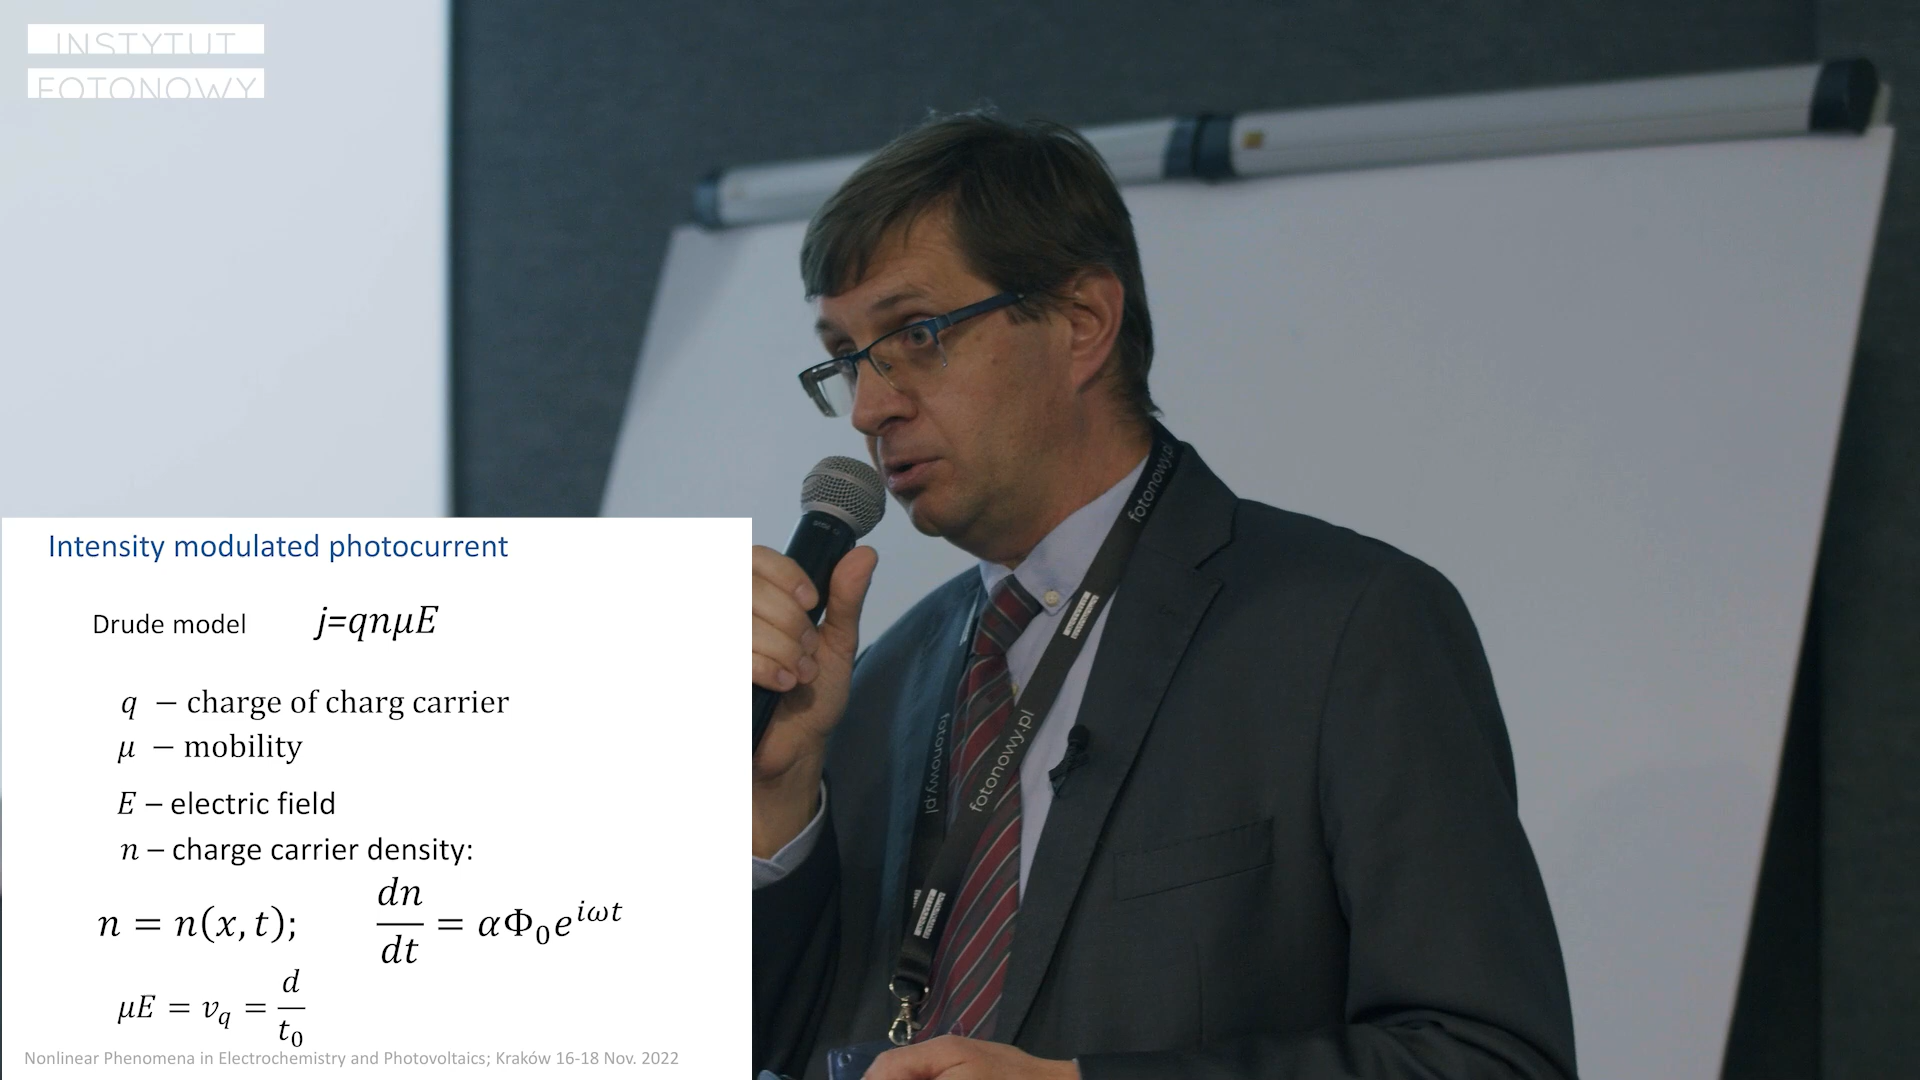 INSTYTUT
FOTONOWY
fotonowy.pl
Intensity modulated photocurrent
Drude model j=qnμE
q – charge of charg carrier
μ – mobility
E – electric field
n – charge carrier density:
n = n(x, t); dn/dt = αΦ₀e^{iωt}
μE = v_q = d/t₀
Nonlinear Phenomena in Electrochemistry and Photovoltaics; Kraków 16-18 Nov. 2022
fotonowy.pl
fotonowy.pl